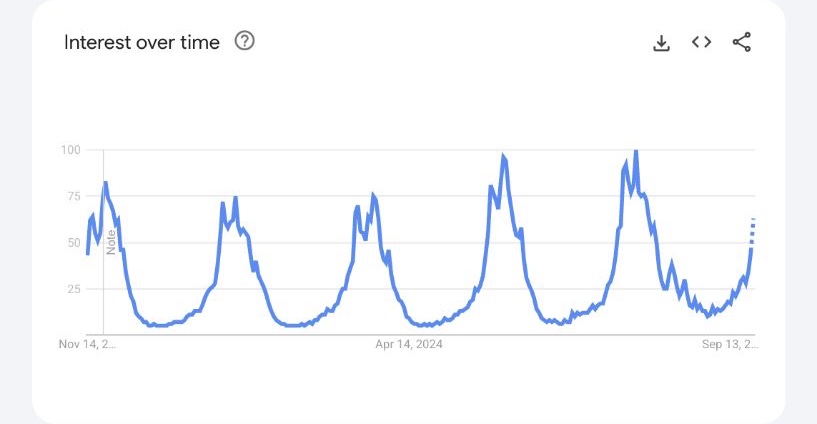 Interest over time
100
75
50
25
Note
Nov 14, 2...
Apr 14, 2024
Sep 13, 2...